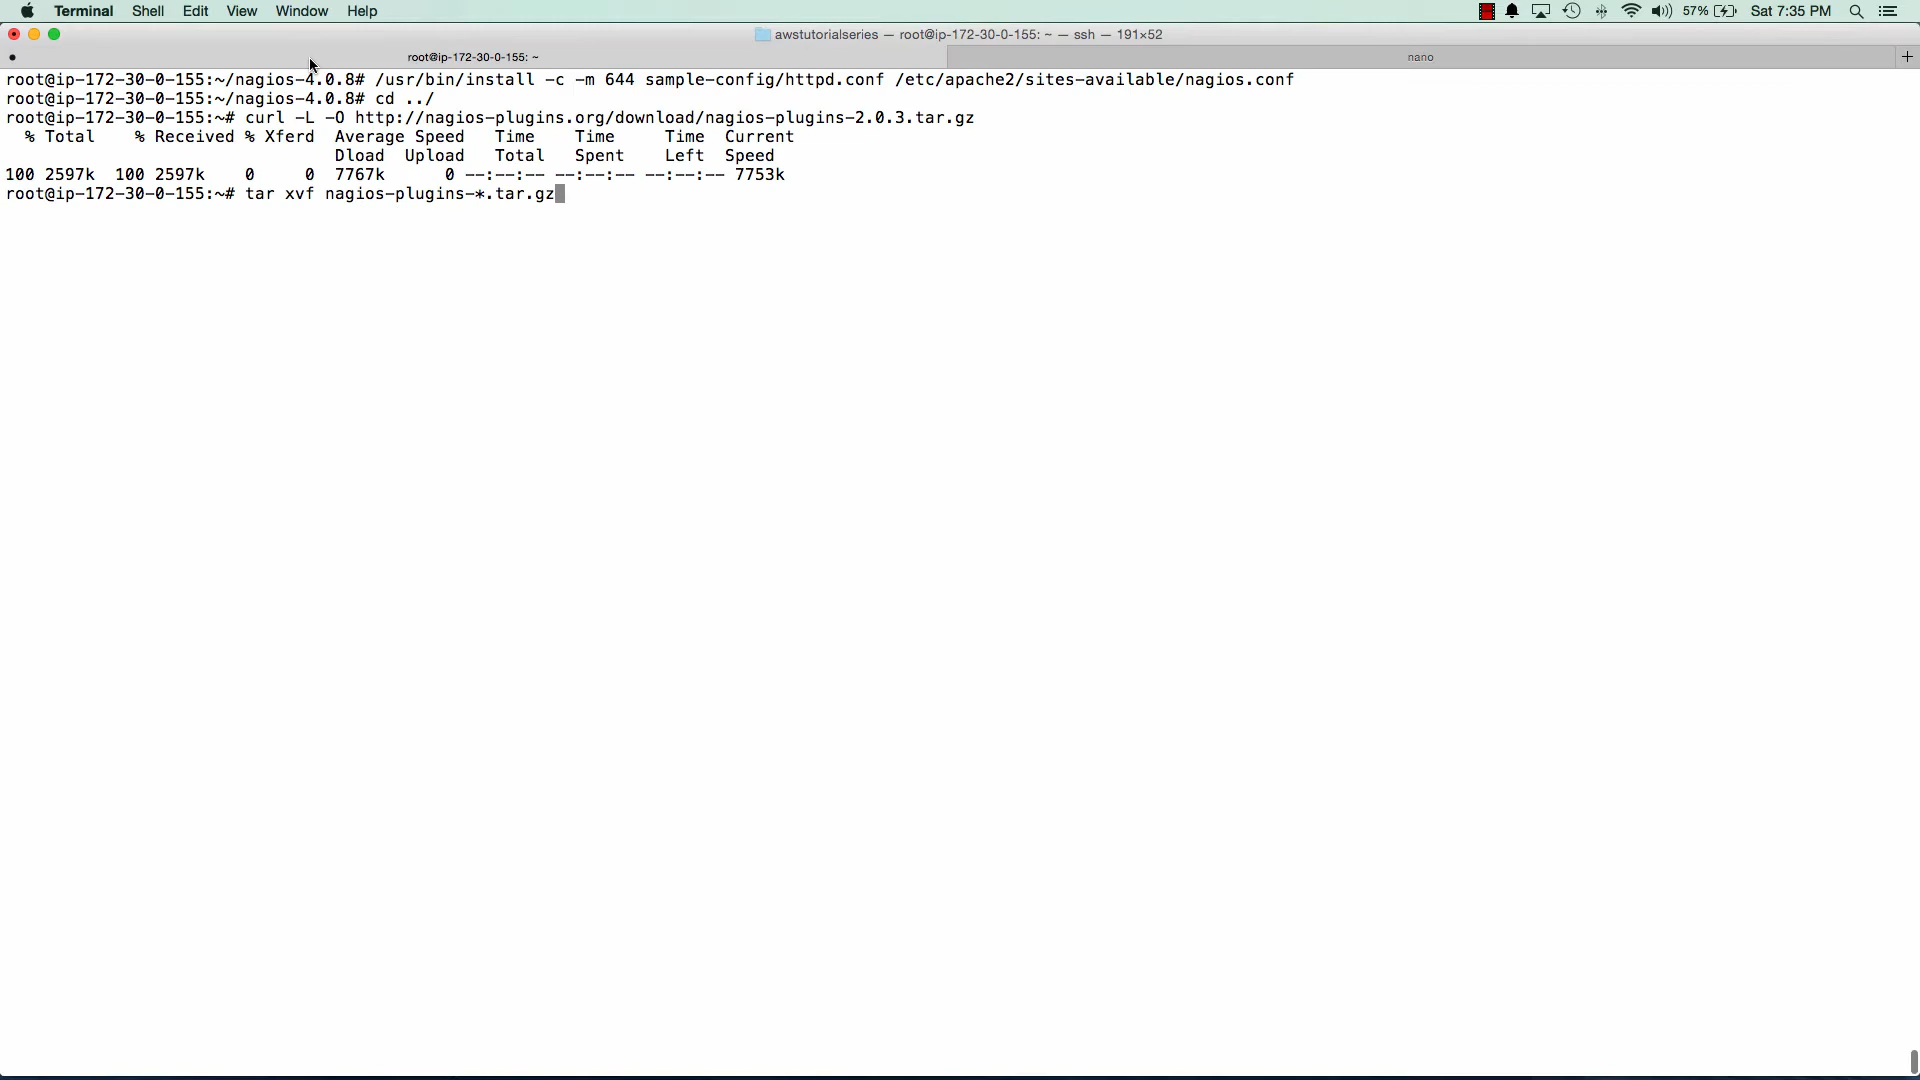 Terminal Shell Edit View Window Help 57% Sat 7:35 PM
awstutorialseries — root@ip-172-30-0-155: ~ — ssh — 191×52
root@ip-172-30-0-155: ~ nano +
root@ip-172-30-0-155:~/nagios-4.0.8# /usr/bin/install -c -m 644 sample-config/httpd.conf /etc/apache2/sites-available/nagios.conf
root@ip-172-30-0-155:~/nagios-4.0.8# cd ../
root@ip-172-30-0-155:~# curl -L -O http://nagios-plugins.org/download/nagios-plugins-2.0.3.tar.gz
  % Total    % Received % Xferd  Average Speed   Time    Time     Time  Current
                                 Dload  Upload   Total   Spent    Left  Speed
100 2597k  100 2597k    0     0  7767k      0 --:--:-- --:--:-- --:--:-- 7753k
root@ip-172-30-0-155:~# tar xvf nagios-plugins-*.tar.gz